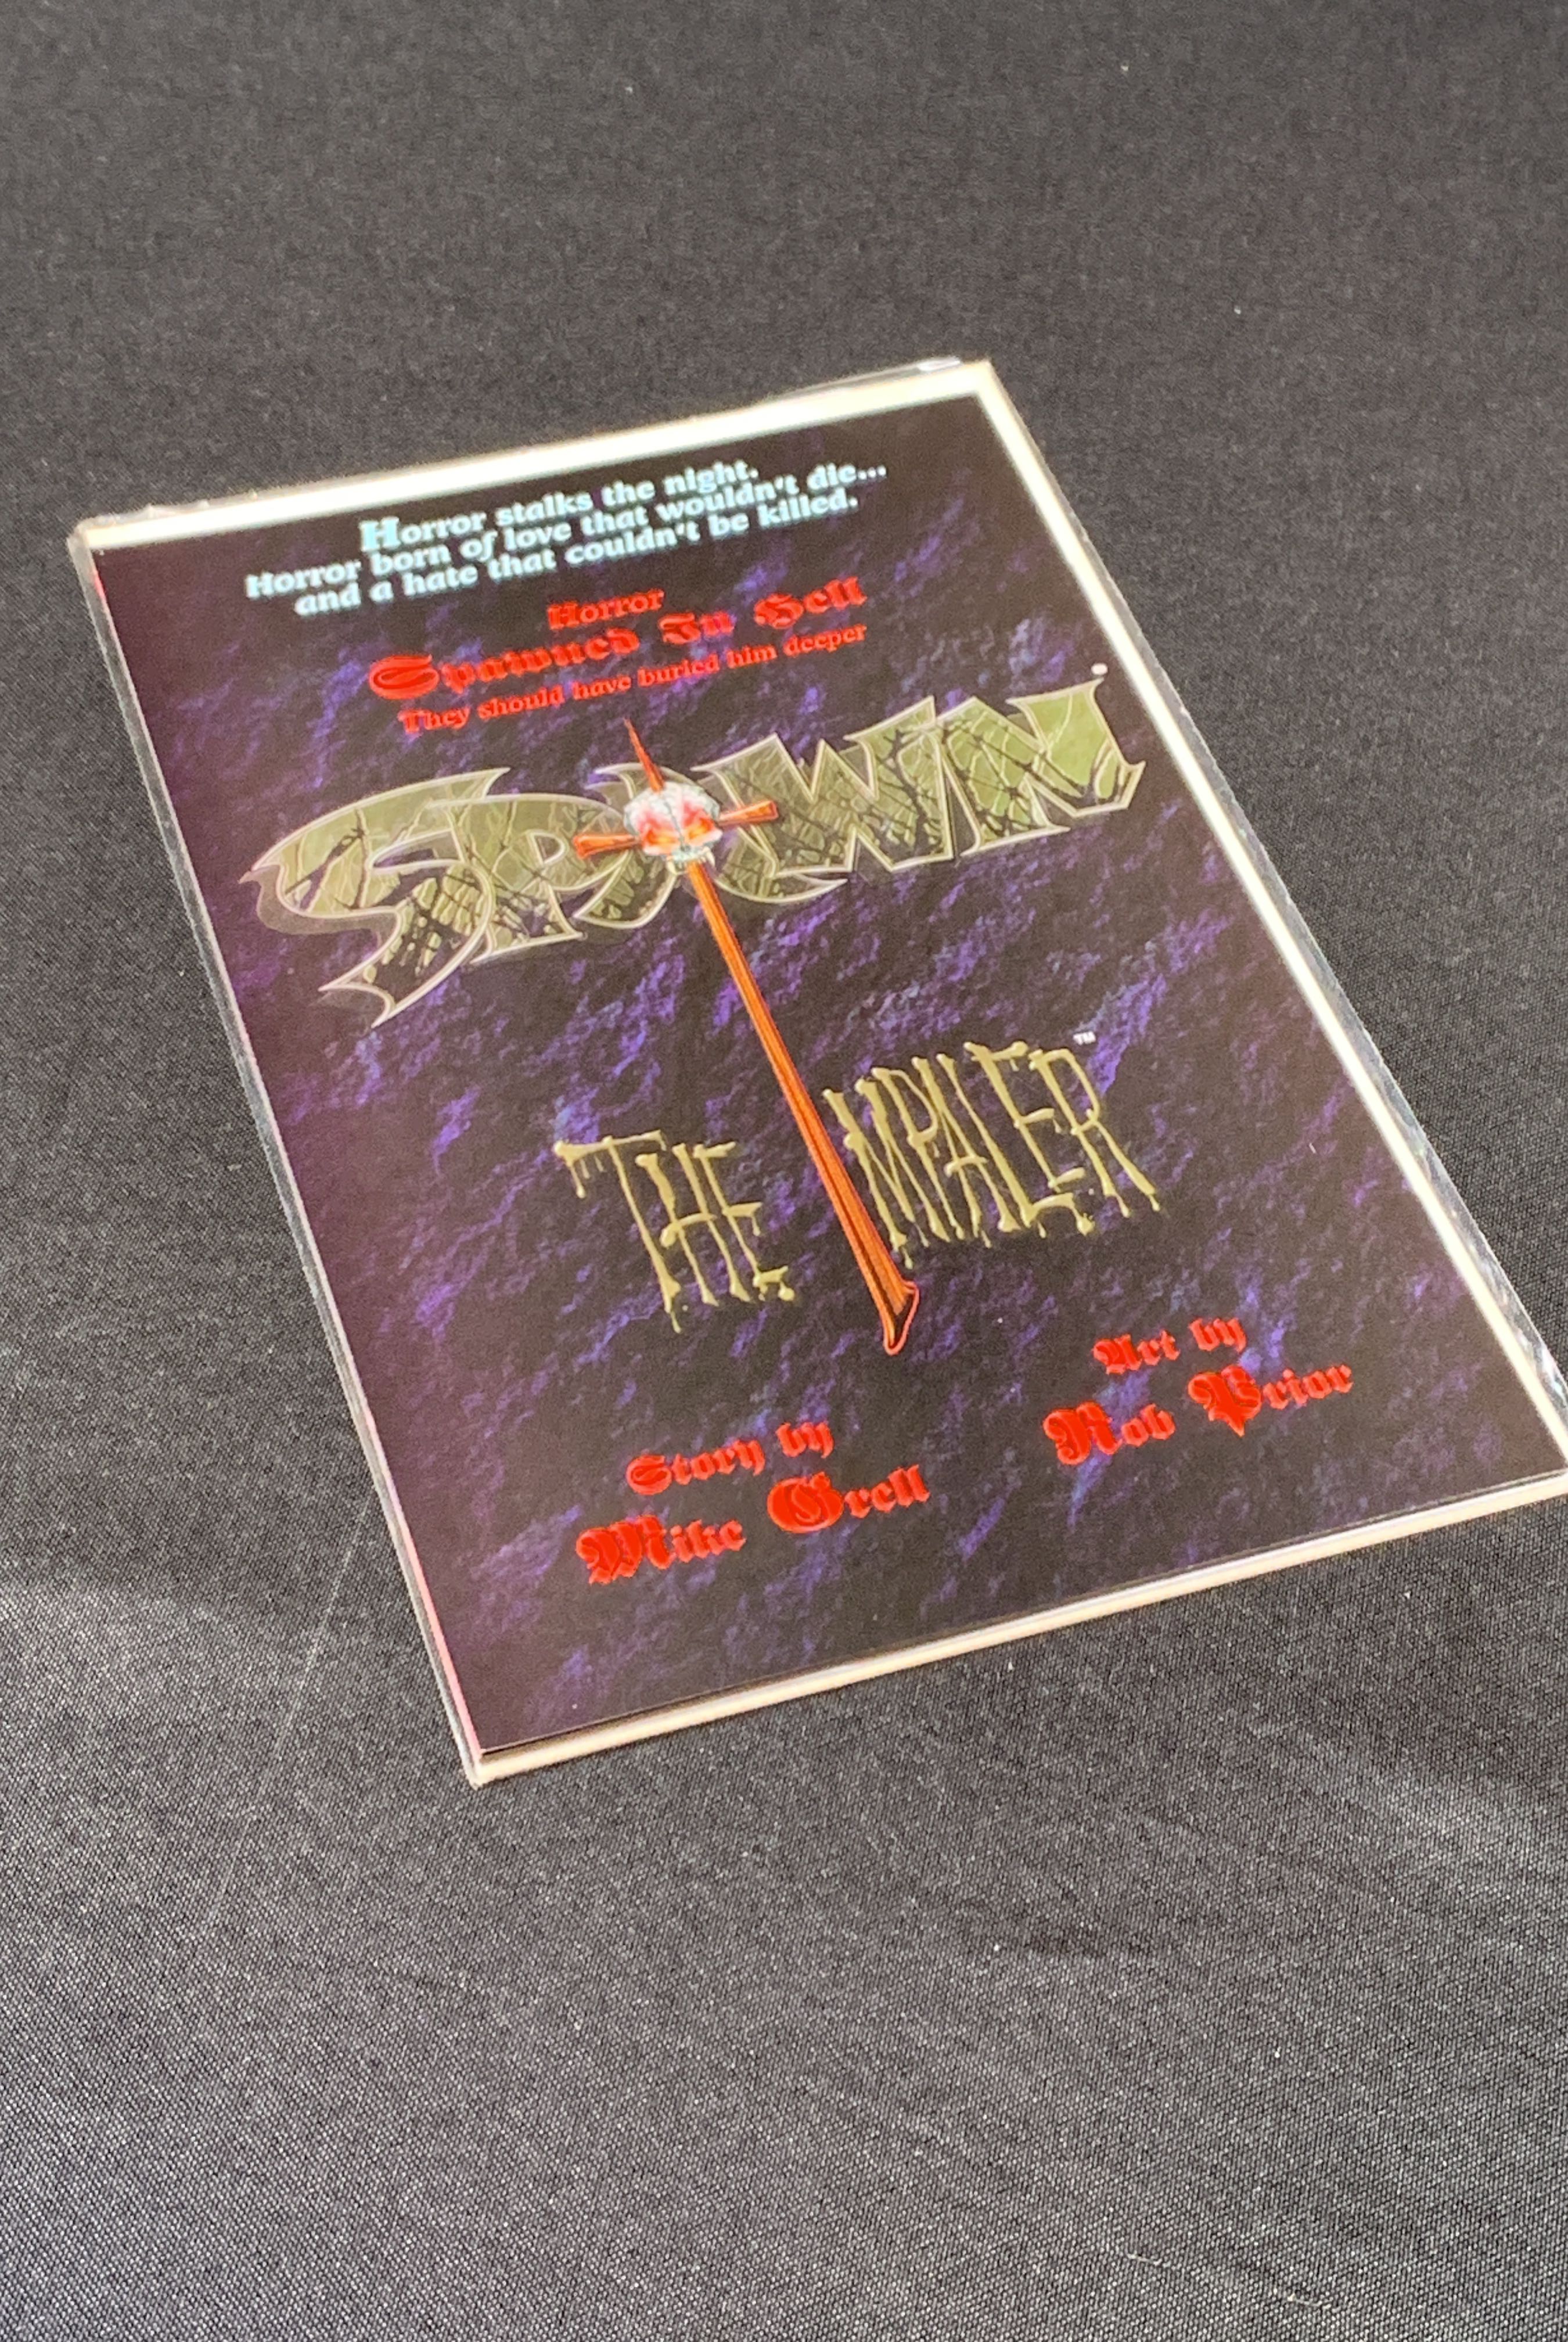 Horror stalks the night.
Horror born of love that wouldn't die...
and a hate that couldn't be killed.
Horror
Spawned In Hell
They should have buried him deeper
SPAWN
THE IMPALER™
Story by
Mike Grell
Art by
Rob Prior